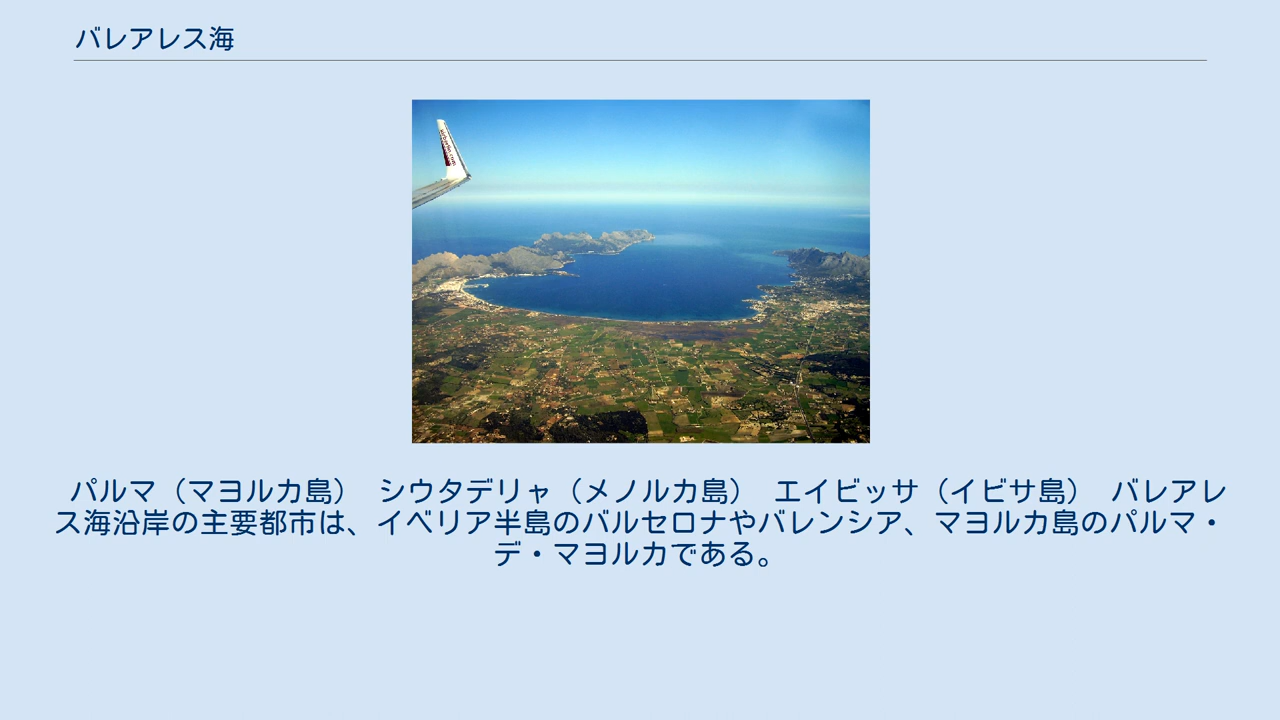 バレアレス海
パルマ（マヨルカ島）　シウタデリャ（メノルカ島）　エイビッサ（イビサ島）　バレアレ
ス海沿岸の主要都市は、イベリア半島のバルセロナやバレンシア、マヨルカ島のパルマ・
デ・マヨルカである。